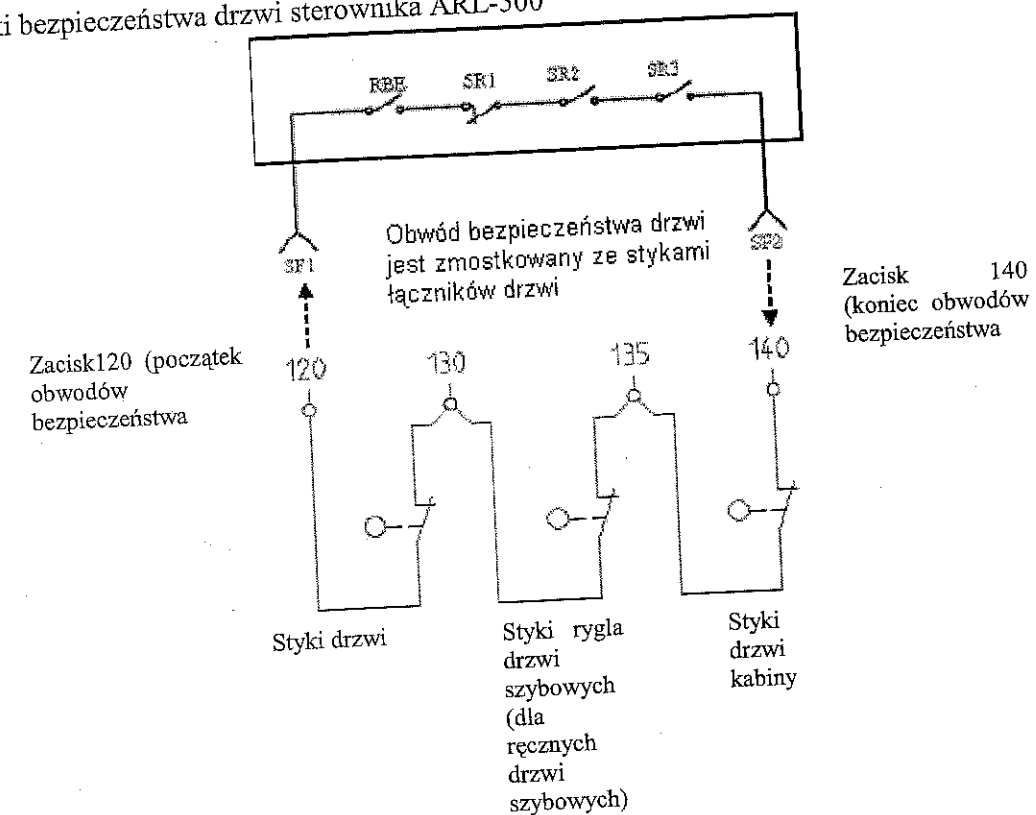 ki bezpieczeństwa drzwi sterownika ARL-500
RBE SR1 SR2 SR3
Obwód bezpieczeństwa drzwi
jest zmostkowany ze stykami
łączników drzwi
SF1
SP2
Zacisk 140
(koniec obwodów
bezpieczeństwa
Zacisk120 (początek
obwodów
bezpieczeństwa
120 130 135 140
Styki drzwi
Styki rygla
drzwi
szybowych
(dla
ręcznych
drzwi
szybowych)
Styki
drzwi
kabiny